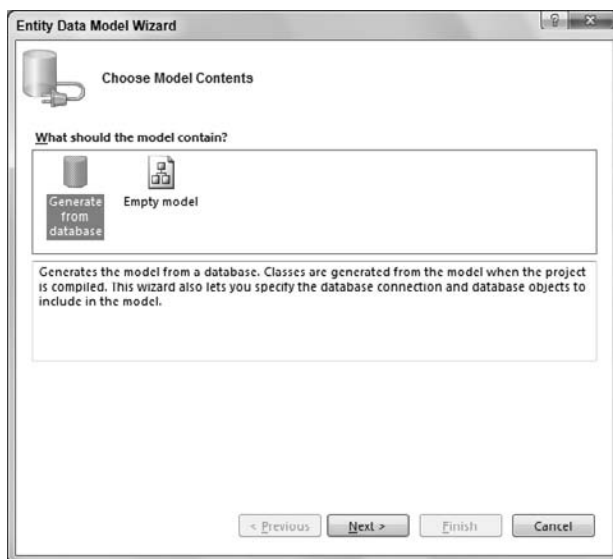 Entity Data Model Wizard
Choose Model Contents
What should the model contain?
Generate from database
Empty model
Generates the model from a database. Classes are generated from the model when the project
is compiled. This wizard also lets you specify the database connection and database objects to
include in the model.
< Previous
Next >
Finish
Cancel